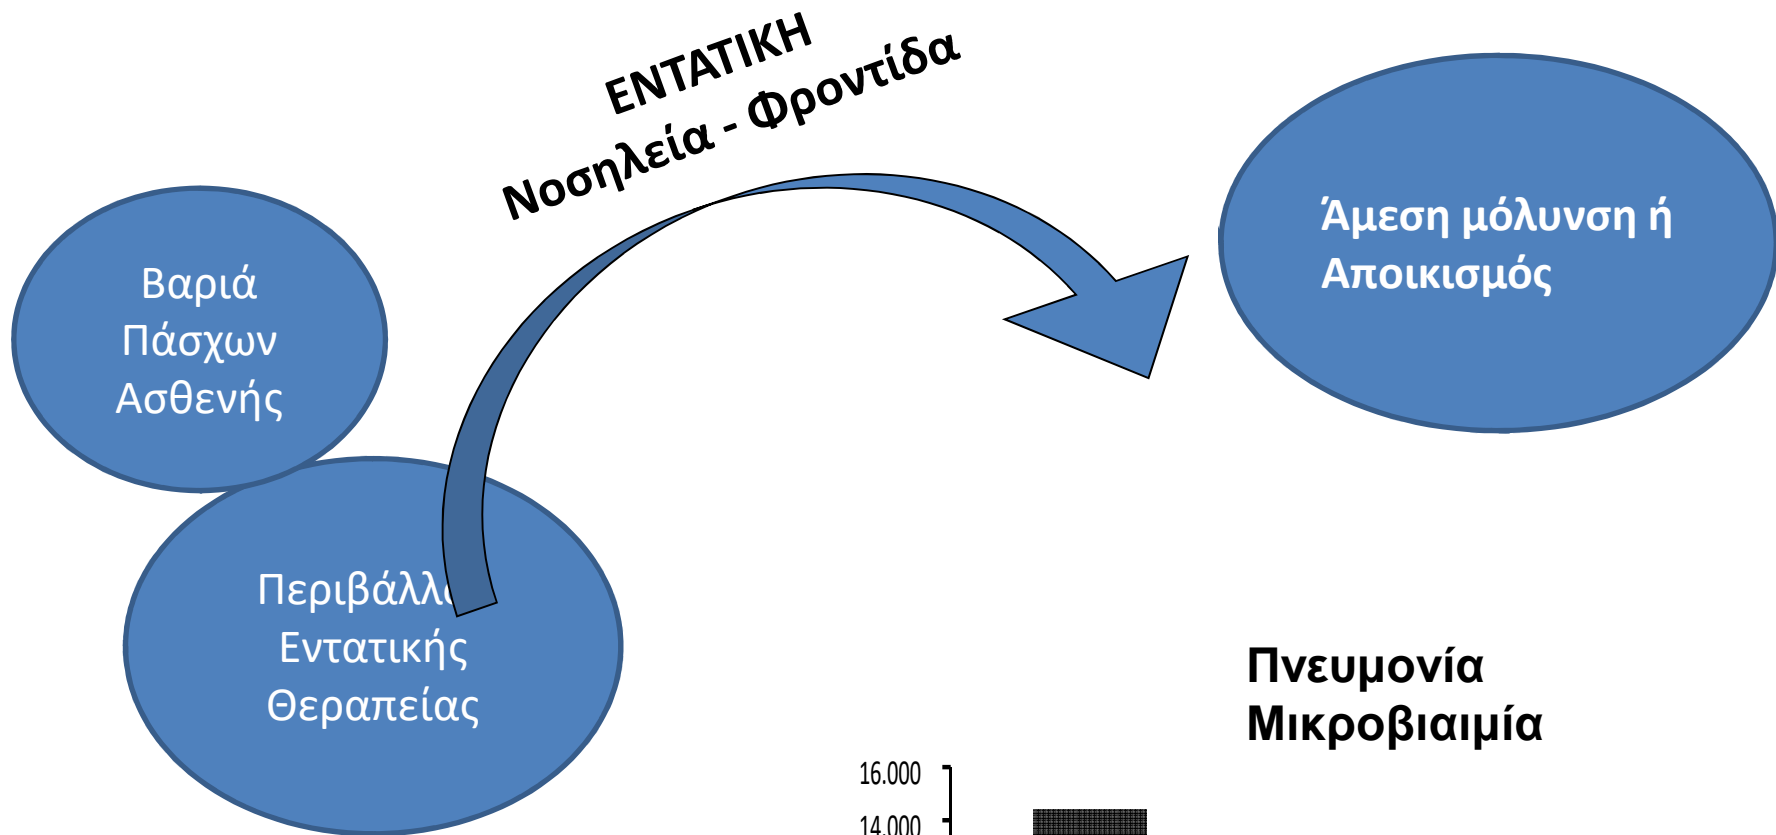 ΕΝΤΑΤΙΚΗ
Νοσηλεία - Φροντίδα
Βαριά
Πάσχων
Ασθενής
Άμεση μόλυνση ή
Αποικισμός
Εντατικής
Θεραπείας
Πνευμονία
Μικροβιαιμία
16.000
14.000